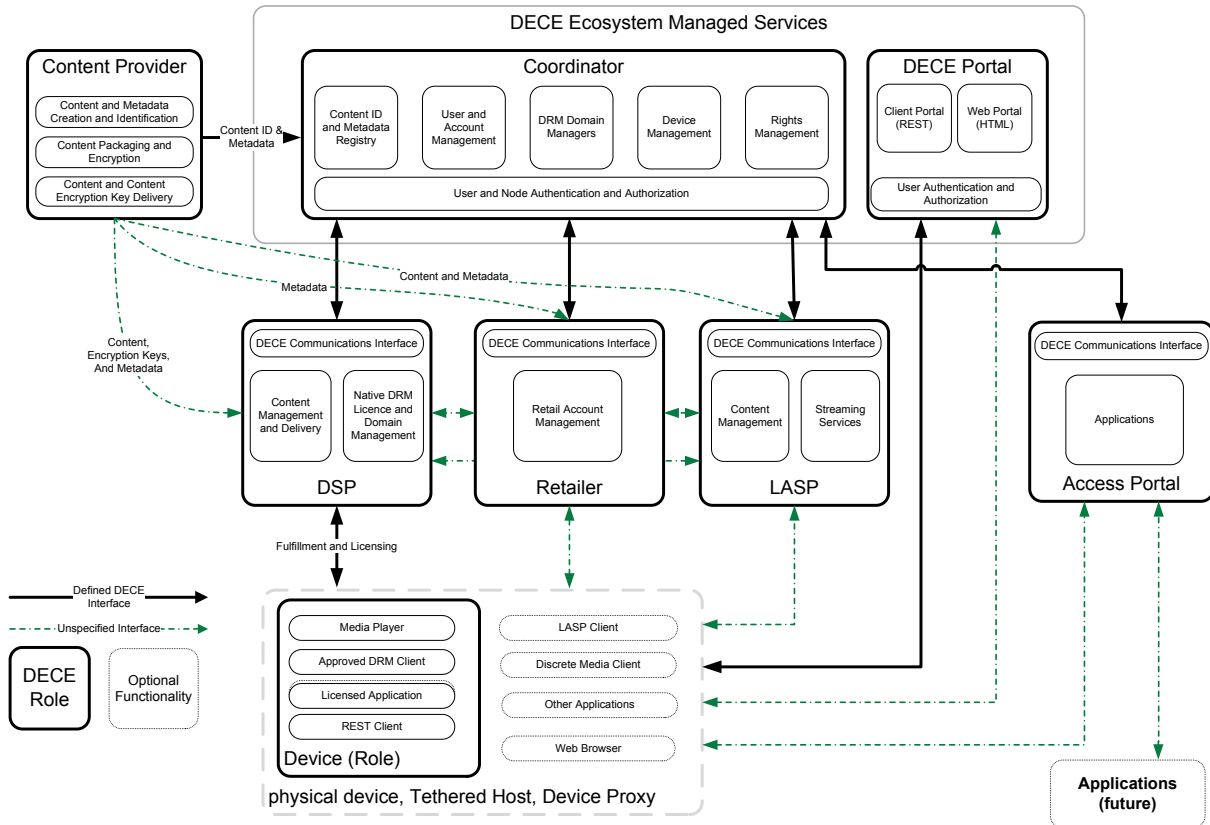 DECE Ecosystem Managed Services
Content Provider
Content and Metadata
Creation and Identification
Content Packaging and
Encryption
Content and Content
Encryption Key Delivery
Content ID &
Metadata
Coordinator
Content ID
and Metadata
Registry
User and
Account
Management
DRM Domain
Managers
Device
Management
Rights
Management
User and Node Authentication and Authorization
DECE Portal
Client Portal
(REST)
Web Portal
(HTML)
User Authentication and
Authorization
Content and Metadata
Metadata
Content,
Encryption Keys,
And Metadata
DECE Communications Interface
Content
Management
and Delivery
Native DRM
Licence and
Domain
Management
DSP
DECE Communications Interface
Retail Account
Management
Retailer
DECE Communications Interface
Content
Management
Streaming
Services
LASP
DECE Communications Interface
Applications
Access Portal
Fulfillment and Licensing
Defined DECE
Interface
Unspecified Interface
DECE
Role
Optional
Functionality
Media Player
Approved DRM Client
Licensed Application
REST Client
Device (Role)
LASP Client
Discrete Media Client
Other Applications
Web Browser
physical device, Tethered Host, Device Proxy
Applications
(future)